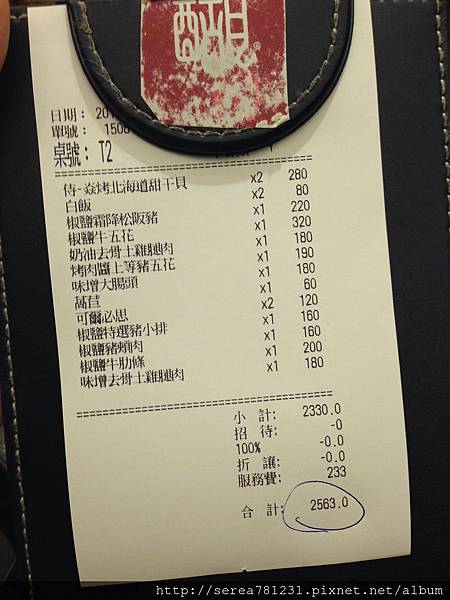 日期: 20
單號: 1508
桌號: T2
侍-焱烤北海道甜干貝 x2 280
白飯 x2 80
椒鹽霜降松阪豬 x1 220
椒鹽牛五花 x1 320
奶油去骨土雞腿肉 x1 180
烤肉醬上等豬五花 x1 190
味增大腸頭 x1 180
萵苣 x1 60
可爾必思 x2 120
椒鹽特選豬小排 x1 160
椒鹽豬頰肉 x1 160
椒鹽牛肋條 x1 200
味增去骨土雞腿肉 x1 180
小 計: 2330.0
招 待: -0
100% -0.0
折 讓: -0.0
服務費: 233
合 計: 2563.0
http://serea781231.pixnet.net/album